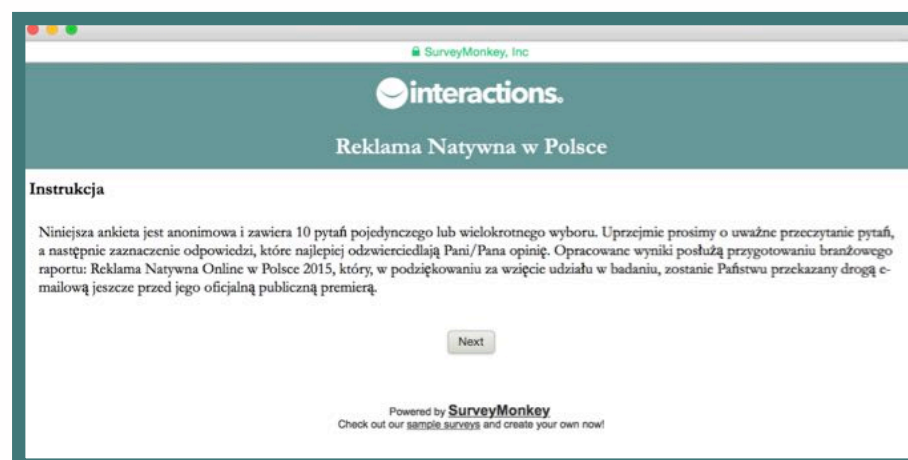 SurveyMonkey, Inc
interactions.
Reklama Natywna w Polsce
Instrukcja
Niniejsza ankieta jest anonimowa i zawiera 10 pytań pojedynczego lub wielokrotnego wyboru. Uprzejmie prosimy o uważne przeczytanie pytań,
a następnie zaznaczenie odpowiedzi, które najlepiej odzwierciedlają Pani/Pana opinię. Opracowane wyniki posłużą przygotowaniu branżowego
raportu: Reklama Natywna Online w Polsce 2015, który, w podziękowaniu za wzięcie udziału w badaniu, zostanie Państwu przekazany drogą e-
mailową jeszcze przed jego oficjalną publiczną premierą.
Next
Powered by SurveyMonkey
Check out our sample surveys and create your own now!